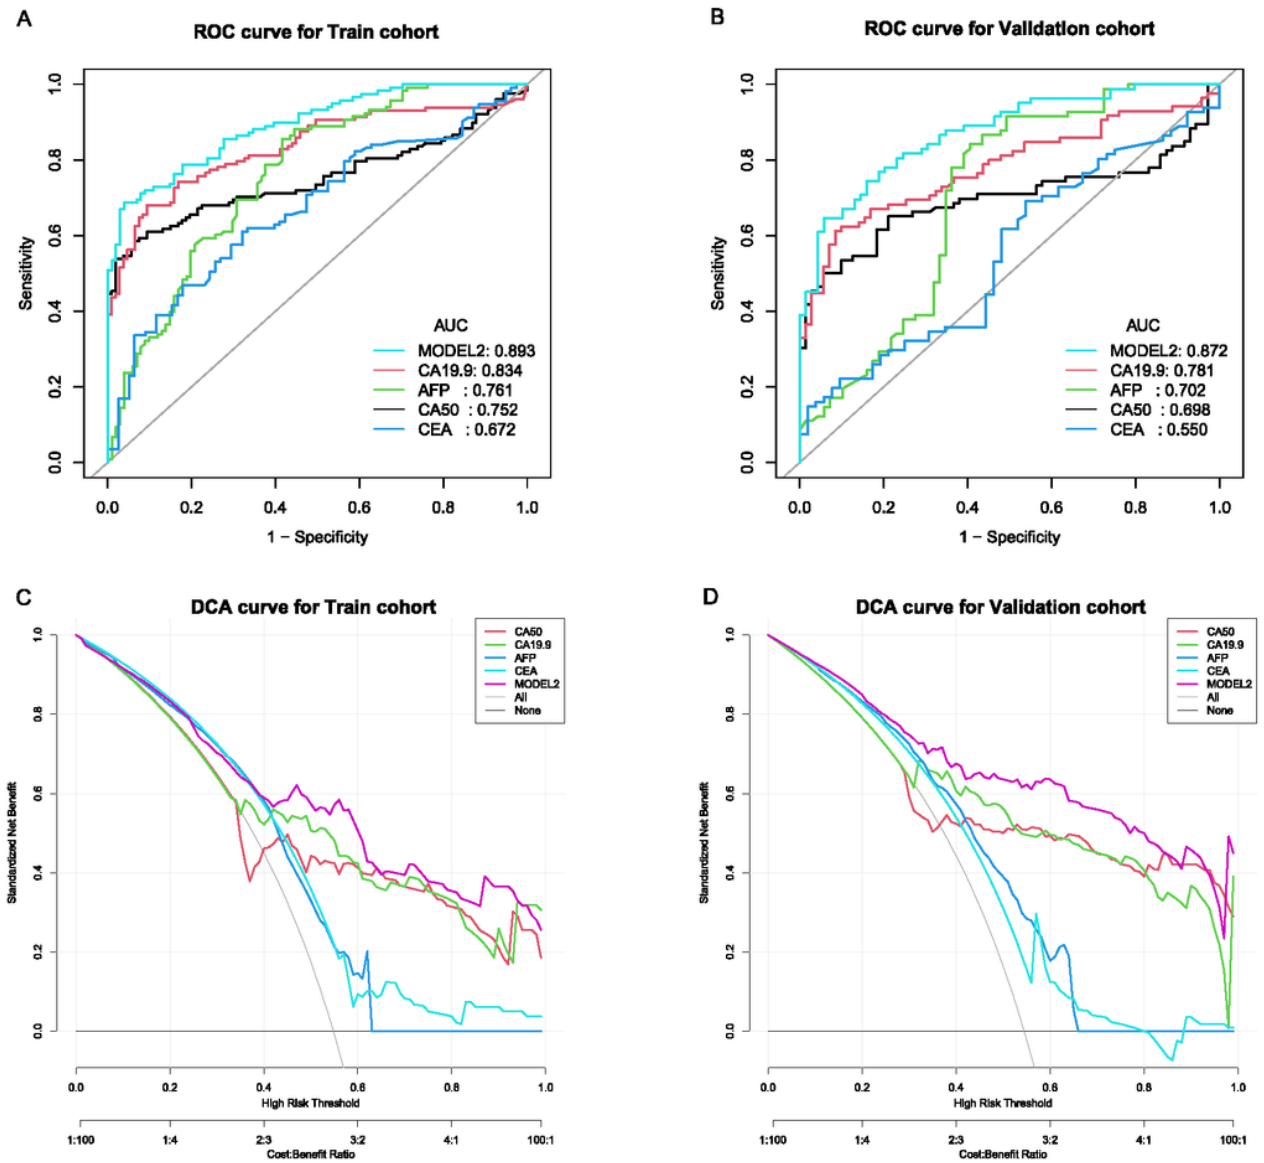 A
ROC curve for Train cohort
1.0
0.8
0.6
0.4
0.2
0.0
Sensitivity
AUC
MODEL2: 0.893
CA19.9: 0.834
AFP : 0.761
CA50 : 0.752
CEA : 0.672
0.0 0.2 0.4 0.6 0.8 1.0
1 − Specificity
B
ROC curve for Validation cohort
1.0
0.8
0.6
0.4
0.2
0.0
Sensitivity
AUC
MODEL2: 0.872
CA19.9: 0.781
AFP : 0.702
CA50 : 0.698
CEA : 0.550
0.0 0.2 0.4 0.6 0.8 1.0
1 − Specificity
C
DCA curve for Train cohort
CA50
CA19.9
AFP
CEA
MODEL2
All
None
1.0
0.8
0.6
0.4
0.2
0.0
Standardized Net Benefit
0.0 0.2 0.4 0.6 0.8 1.0
High Risk Threshold
1:100 1:4 2:3 3:2 4:1 100:1
Cost:Benefit Ratio
D
DCA curve for Validation cohort
CA50
CA19.9
AFP
CEA
MODEL2
All
None
1.0
0.8
0.6
0.4
0.2
0.0
Standardized Net Benefit
0.0 0.2 0.4 0.6 0.8 1.0
High Risk Threshold
1:100 1:4 2:3 3:2 4:1 100:1
Cost:Benefit Ratio